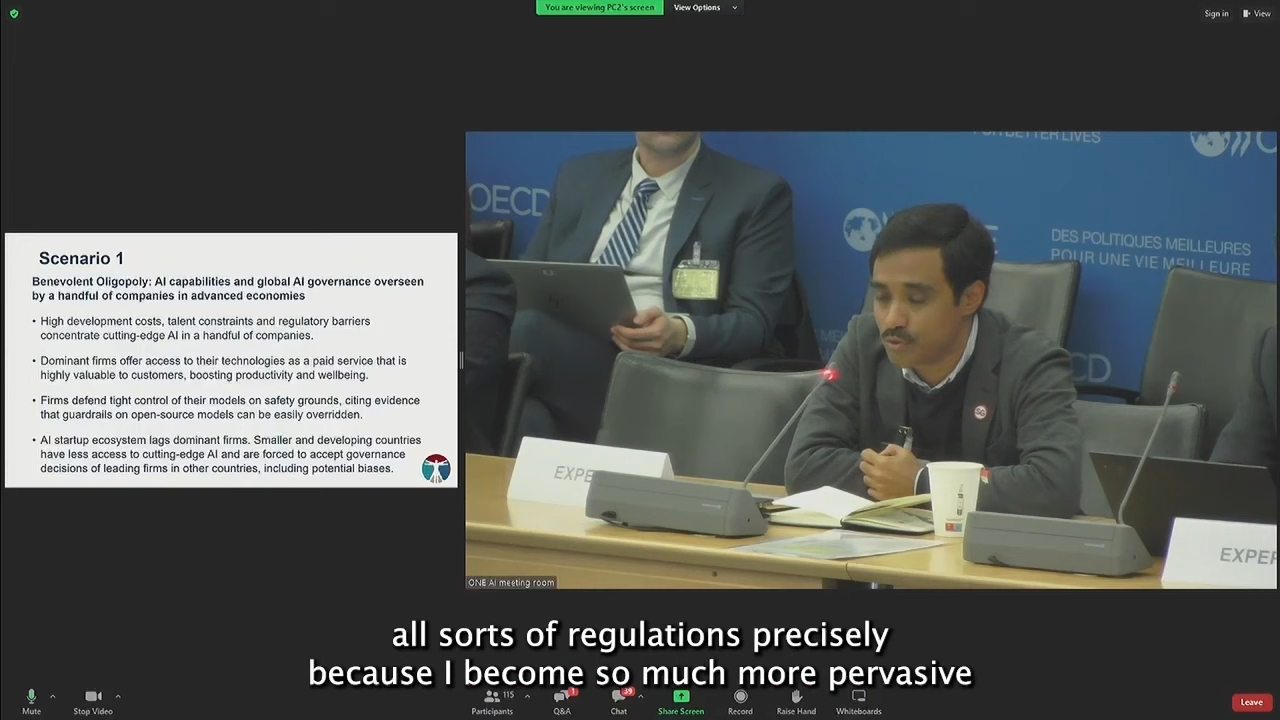 You are viewing PC2's screen
View Options
Sign in
View
Scenario 1
Benevolent Oligopoly: AI capabilities and global AI governance overseen
by a handful of companies in advanced economies
• High development costs, talent constraints and regulatory barriers
concentrate cutting-edge AI in a handful of companies.
• Dominant firms offer access to their technologies as a paid service that is
highly valuable to customers, boosting productivity and wellbeing.
• Firms defend tight control of their models on safety grounds, citing evidence
that guardrails on open-source models can be easily overridden.
• AI startup ecosystem lags dominant firms. Smaller and developing countries
have less access to cutting-edge AI and are forced to accept governance
decisions of leading firms in other countries, including potential biases.
OECD
FOR BETTER LIVES
DES POLITIQUES MEILLEURES
POUR UNE VIE MEILLEURE
OECD
EXPE
EXPER
ONE AI meeting room
all sorts of regulations precisely
because I become so much more pervasive
Mute
Stop Video
115
Participants
1
Q&A
39
Chat
Share Screen
Record
Raise Hand
Whiteboards
Leave